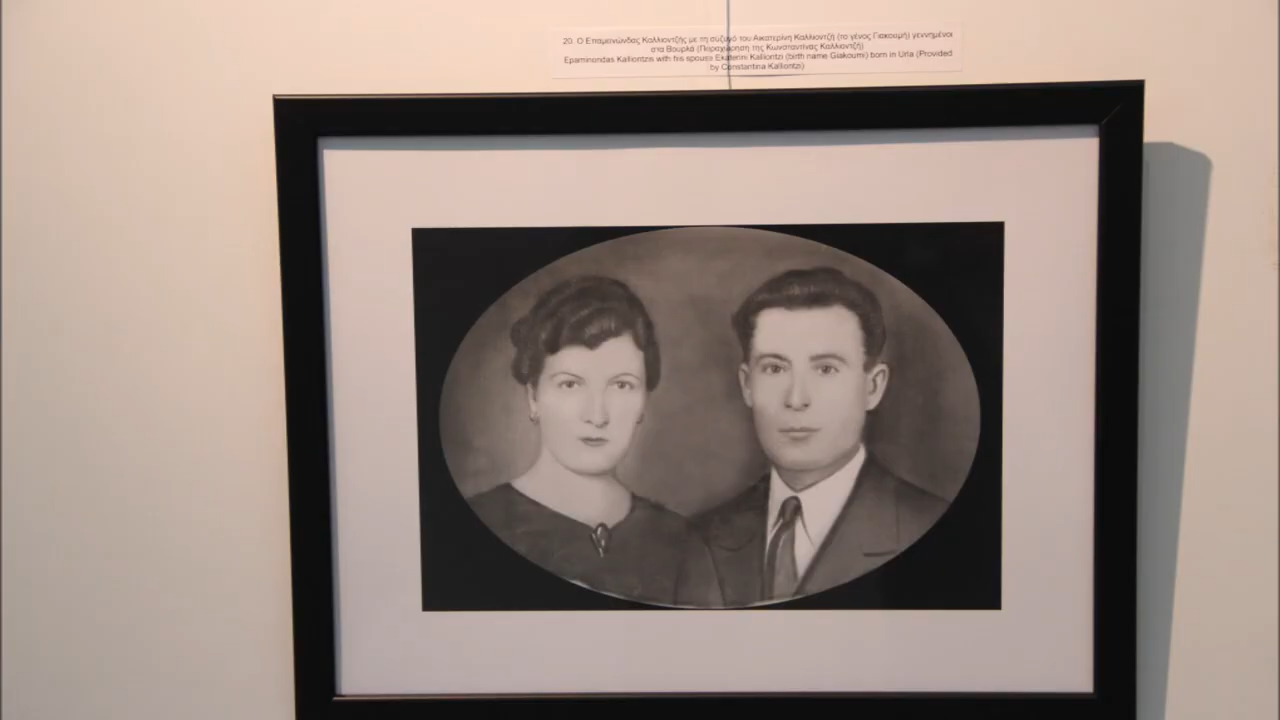 20. Ο Επαμεινώνδας Καλλιοντζής με τη σύζυγό του Αικατερίνη Καλλιοντζή (το γένος Γιακουμή) γεννημένοι
στα Βουρλά (Παραχώρηση της Κωνσταντίνας Καλλιοντζή)
Epaminondas Kalliontzis with his spouse Ekaterini Kalliontzi (birth name Giakoumi) born in Urla (Provided
by Constantina Kalliontzi)